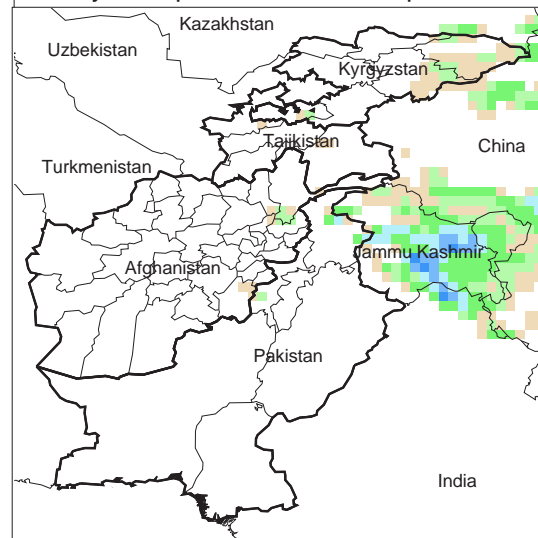 Kazakhstan
Uzbekistan
Kyrgyzstan
Tajikistan
China
Turkmenistan
Jammu Kashmir
Afghanistan
Pakistan
India